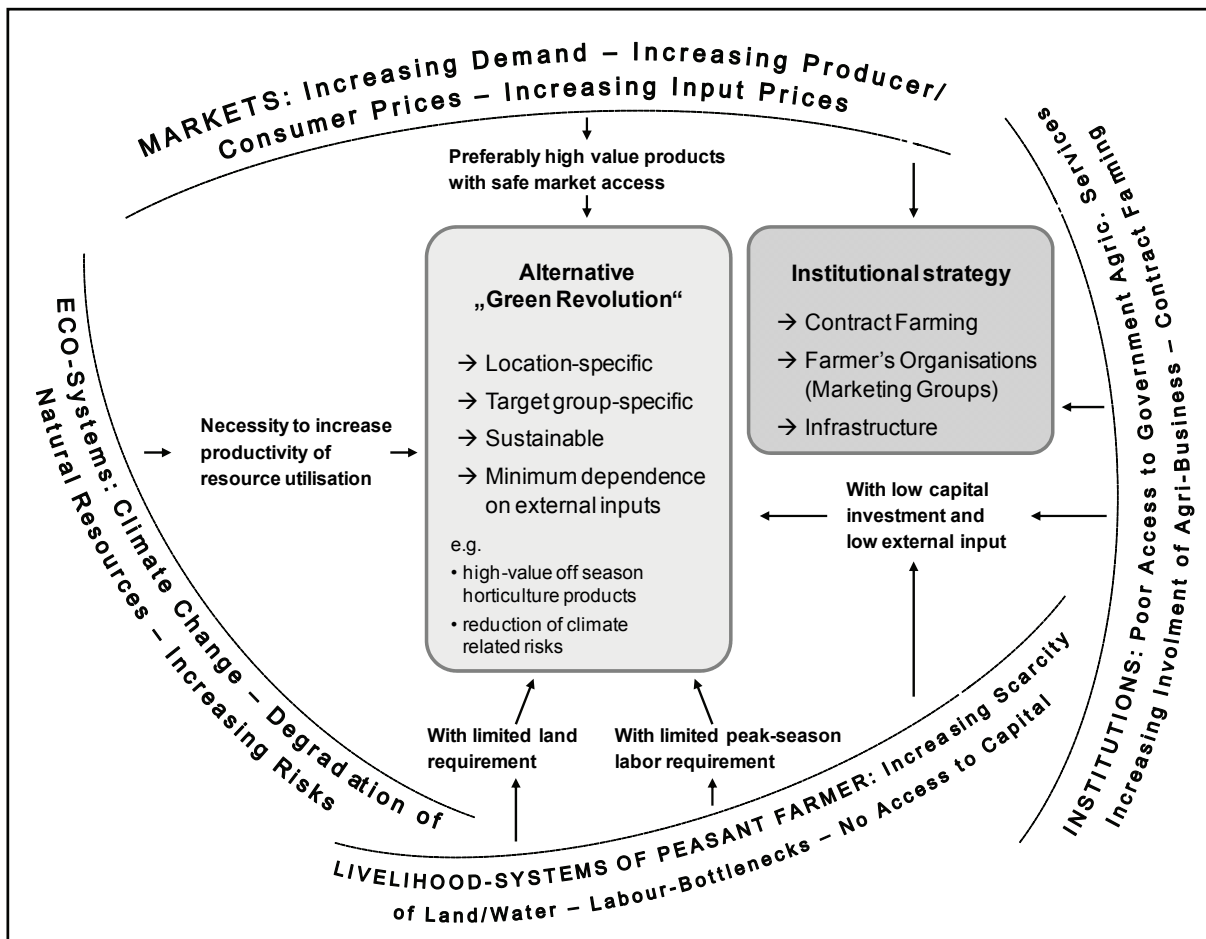 MARKETS: Increasing Demand – Increasing Producer/
Consumer Prices – Increasing Input Prices
Preferably high value products
with safe market access
Alternative
„Green Revolution“
→ Location-specific
→ Target group-specific
→ Sustainable
→ Minimum dependence
on external inputs
e.g.
• high-value off season
horticulture products
• reduction of climate
related risks
Institutional strategy
→ Contract Farming
→ Farmer's Organisations
(Marketing Groups)
→ Infrastructure
Necessity to increase
productivity of
resource utilisation
With low capital
investment and
low external input
With limited land
requirement
With limited peak-season
labor requirement
ECO-Systems: Climate Change – Degradation of
Natural Resources – Increasing Risks
LIVELIHOOD-SYSTEMS OF PEASANT FARMER: Increasing Scarcity
of Land/Water – Labour-Bottlenecks – No Access to Capital
INSTITUTIONS: Poor Access to Government Agric. Services
Increasing Involment of Agri-Business – Contract Farming